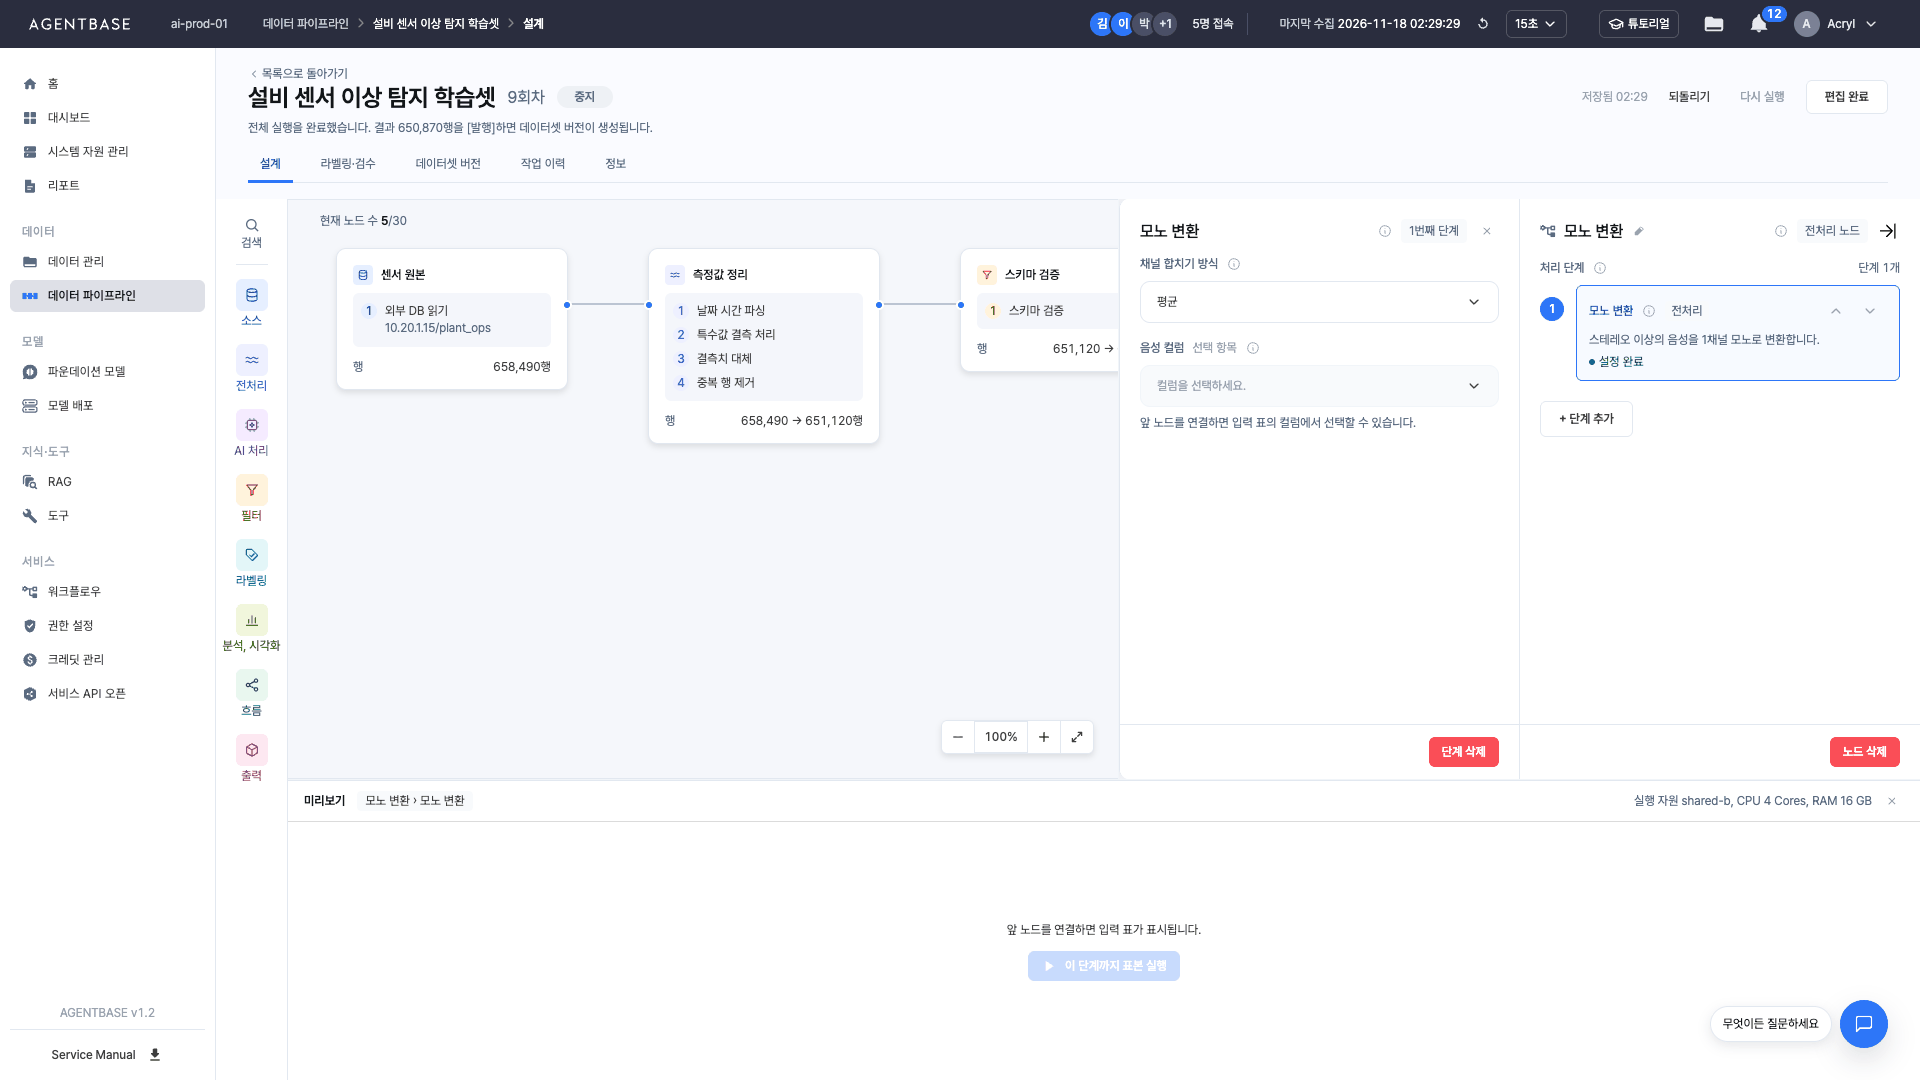 AGENTBASE
ai-prod-01
데이터 파이프라인 > 설비 센서 이상 탐지 학습셋 > 설계
김 이 박 +1 5명 접속
마지막 수집 2026-11-18 02:29:29
15초
튜토리얼
12
A Acryl
홈
대시보드
시스템 자원 관리
리포트
데이터
데이터 관리
데이터 파이프라인
모델
파운데이션 모델
모델 배포
지식·도구
RAG
도구
서비스
워크플로우
권한 설정
크레딧 관리
서비스 API 오픈
AGENTBASE v1.2
Service Manual
목록으로 돌아가기
설비 센서 이상 탐지 학습셋 9회차 중지
전체 실행을 완료했습니다. 결과 650,870행을 [발행]하면 데이터셋 버전이 생성됩니다.
저장됨 02:29 되돌리기 다시 실행 편집 완료
설계 라벨링·검수 데이터셋 버전 작업 이력 정보
검색
소스
전처리
AI 처리
필터
라벨링
분석, 시각화
흐름
출력
현재 노드 수 5/30
센서 원본
1 외부 DB 읽기
10.20.1.15/plant_ops
행 658,490행
측정값 정리
1 날짜 시간 파싱
2 특수값 결측 처리
3 결측치 대체
4 중복 행 제거
행 658,490 → 651,120행
스키마 검증
1 스키마 검증
행 651,120 →
100%
모노 변환 1번째 단계
채널 합치기 방식
평균
음성 컬럼 선택 항목
컬럼을 선택하세요.
앞 노드를 연결하면 입력 표의 컬럼에서 선택할 수 있습니다.
단계 삭제
모노 변환 전처리 노드
처리 단계 단계 1개
1 모노 변환 전처리
스테레오 이상의 음성을 1채널 모노로 변환합니다.
설정 완료
+ 단계 추가
노드 삭제
미리보기 모노 변환 › 모노 변환
실행 자원 shared-b, CPU 4 Cores, RAM 16 GB
앞 노드를 연결하면 입력 표가 표시됩니다.
이 단계까지 표본 실행
무엇이든 질문하세요